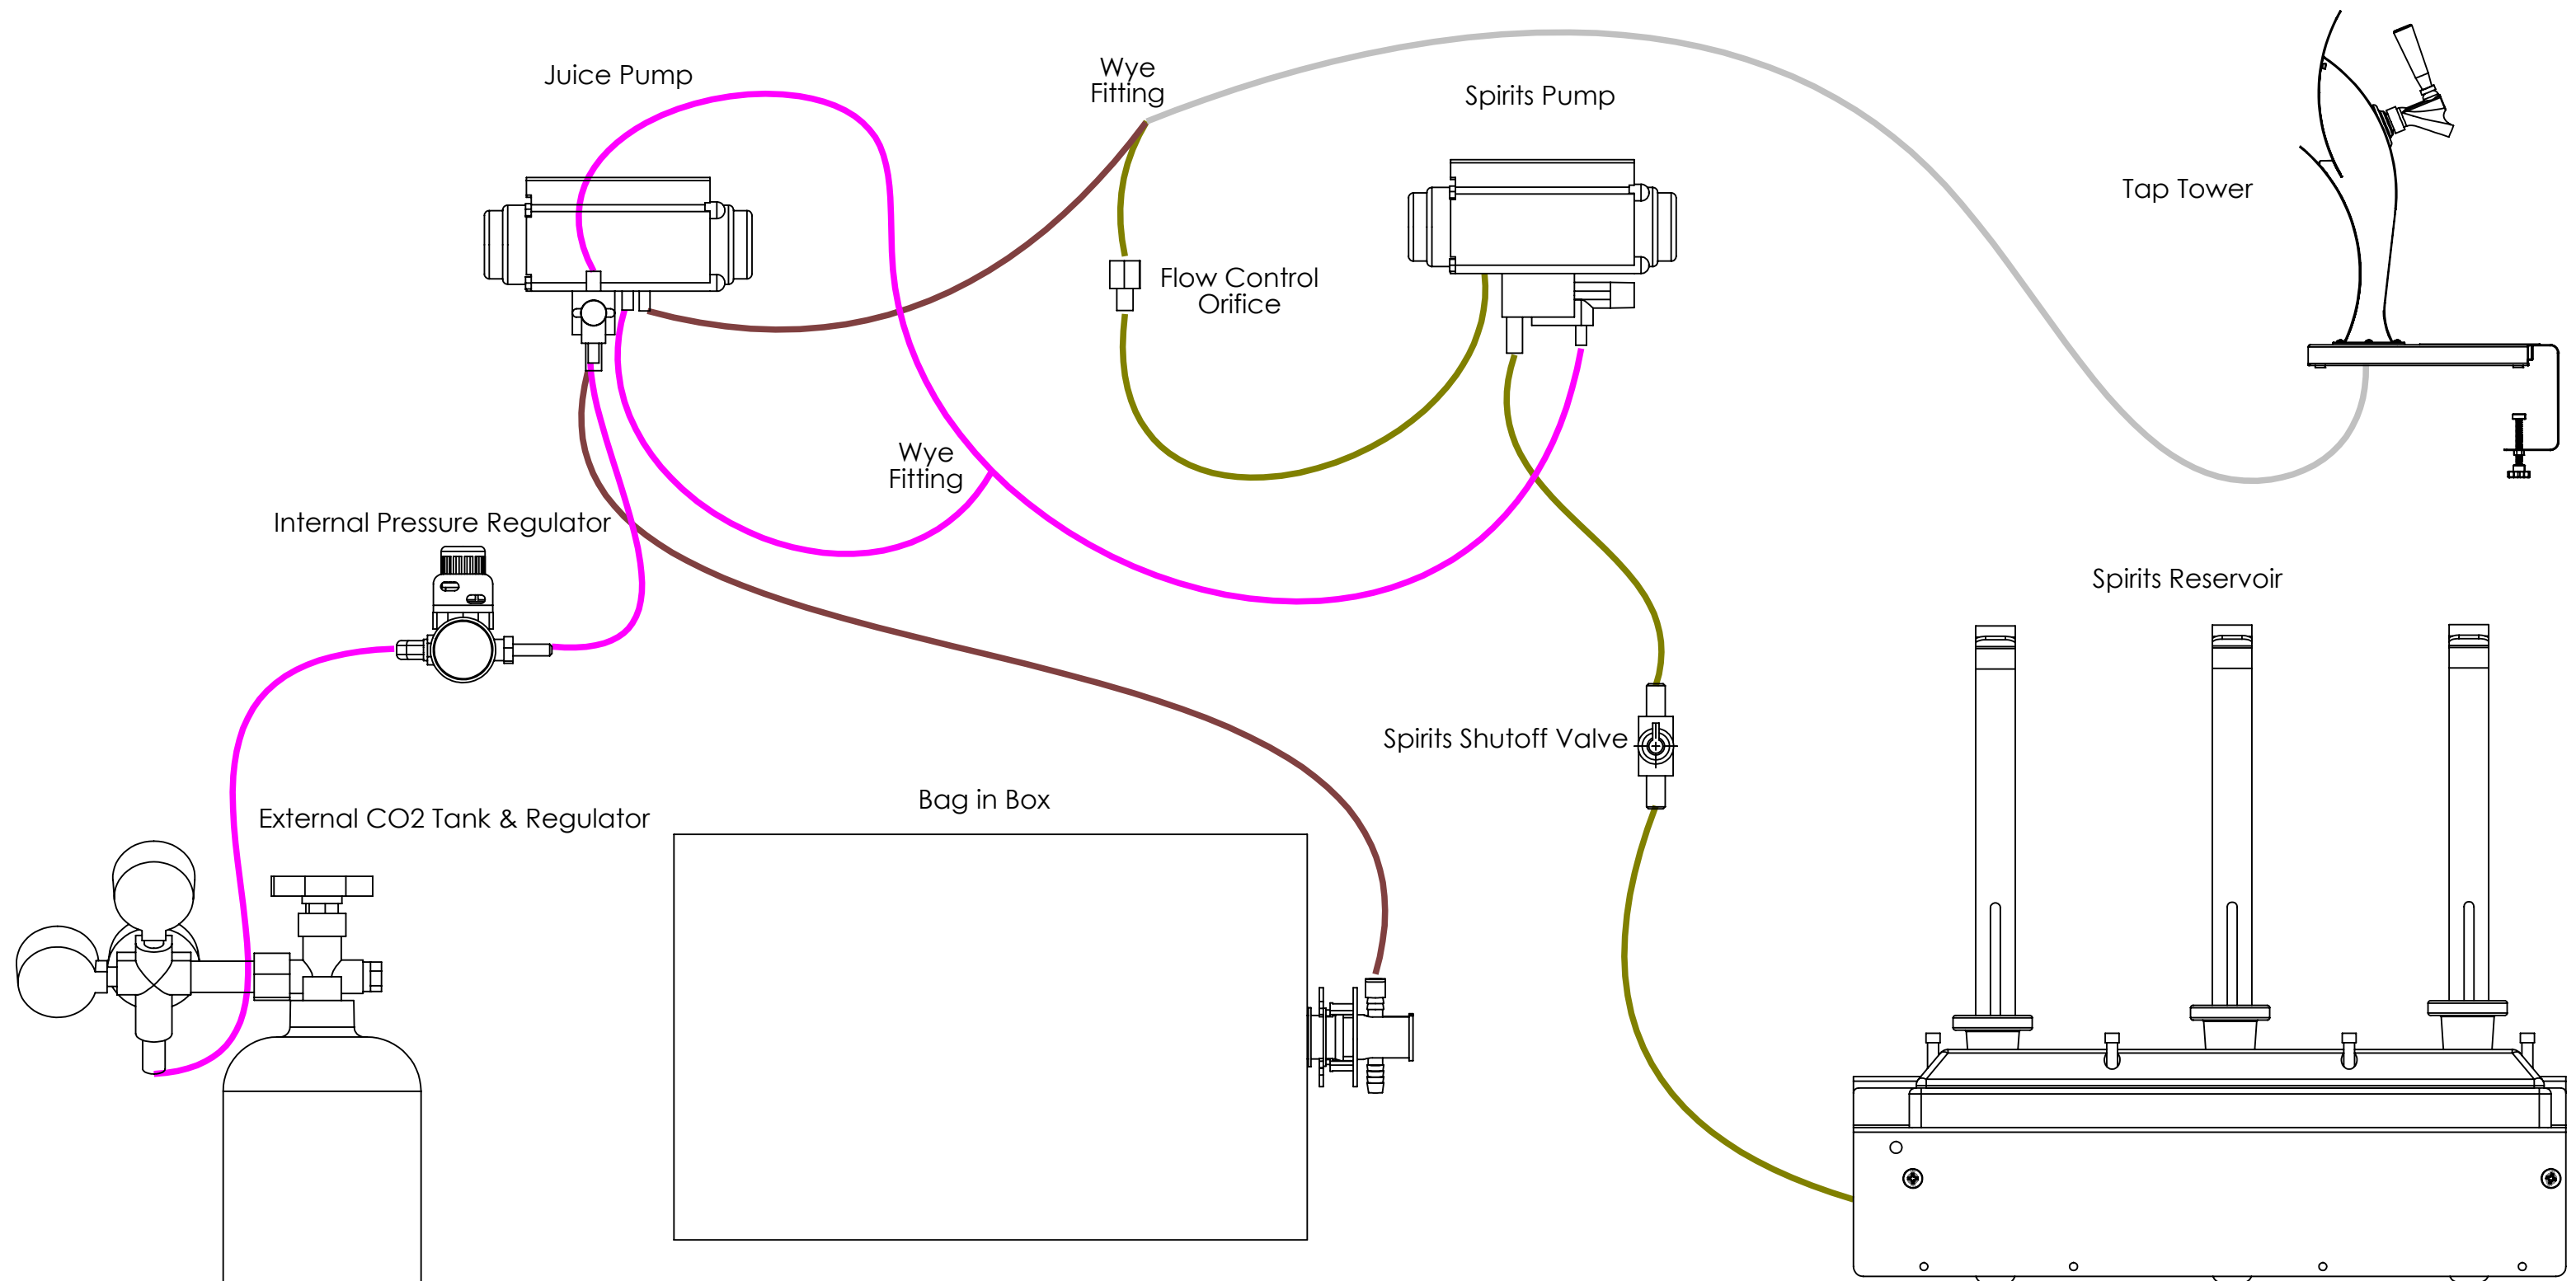 Juice Pump
Wye
Fitting
Spirits Pump
Tap Tower
Flow Control
Orifice
Wye
Fitting
Internal Pressure Regulator
Spirits Reservoir
Spirits Shutoff Valve
Bag in Box
External CO2 Tank & Regulator